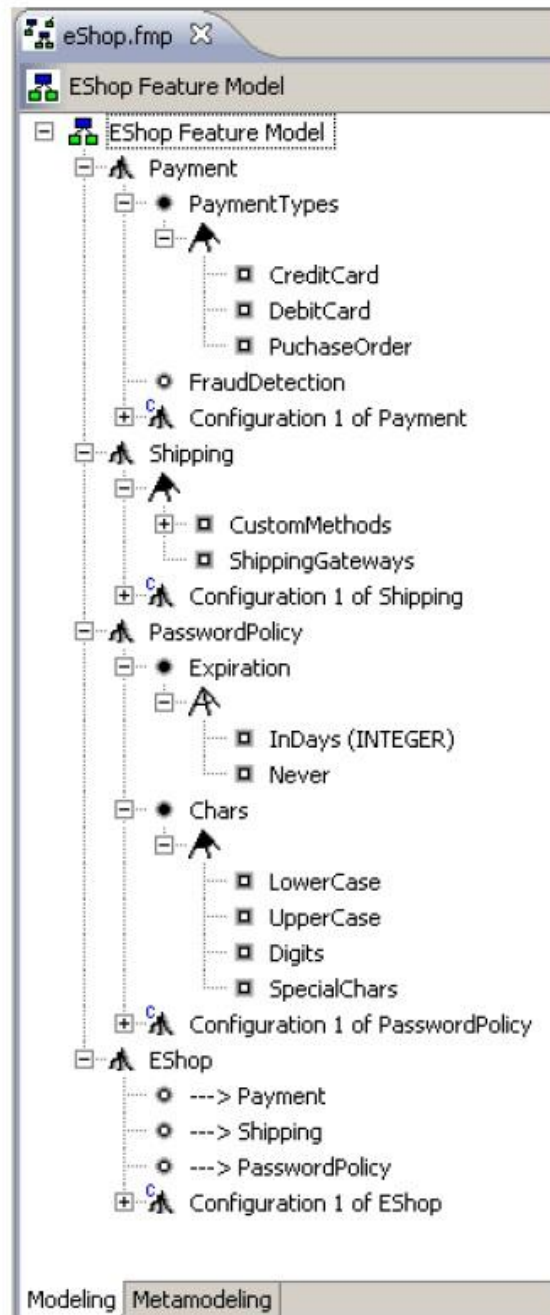 eShop.fmp
EShop Feature Model
EShop Feature Model
Payment
PaymentTypes
CreditCard
DebitCard
PuchaseOrder
FraudDetection
C Configuration 1 of Payment
Shipping
CustomMethods
ShippingGateways
C Configuration 1 of Shipping
PasswordPolicy
Expiration
InDays (INTEGER)
Never
Chars
LowerCase
UpperCase
Digits
SpecialChars
C Configuration 1 of PasswordPolicy
EShop
---> Payment
---> Shipping
---> PasswordPolicy
C Configuration 1 of EShop
Modeling Metamodeling